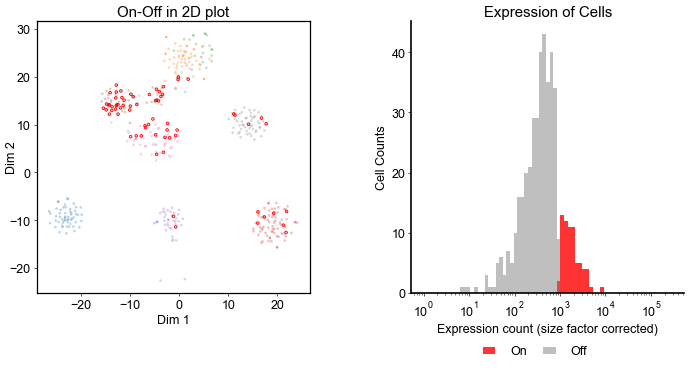 On-Off in 2D plot
30
20
10
0
−10
−20
Dim 2
−20 −10 0 10 20
Dim 1
Expression of Cells
40
30
20
10
0
Cell Counts
10⁰ 10¹ 10² 10³ 10⁴ 10⁵
Expression count (size factor corrected)
On Off